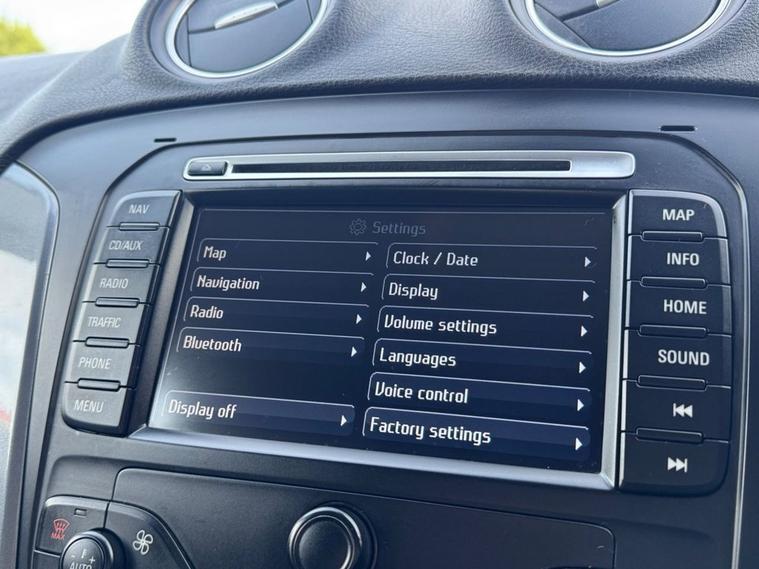 NAV
CD/AUX
RADIO
TRAFFIC
PHONE
MENU
Settings
Map
Navigation
Radio
Bluetooth
Display off
Clock / Date
Display
Volume settings
Languages
Voice control
Factory settings
MAP
INFO
HOME
SOUND
MAX
- F +
AUTO